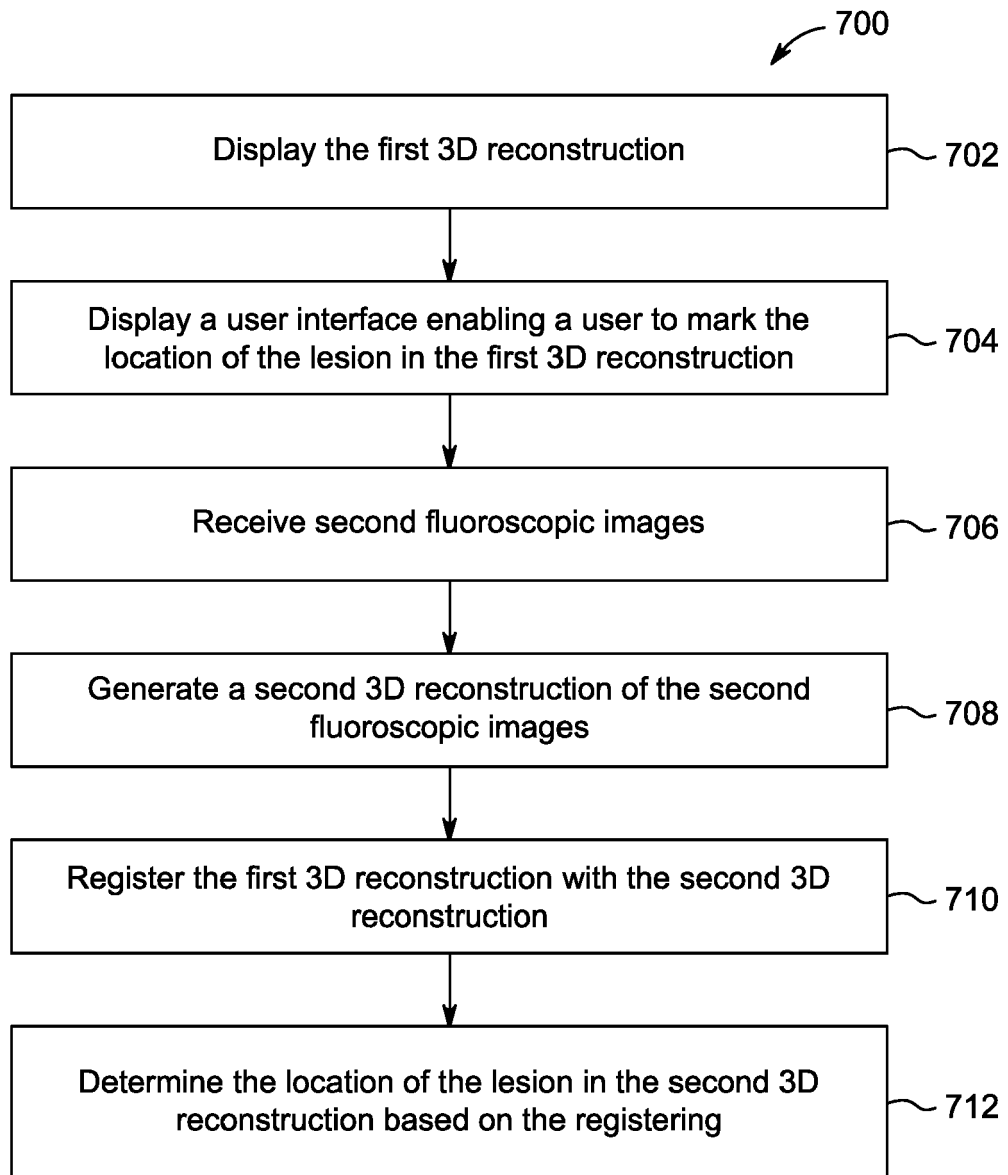 700
Display the first 3D reconstruction
702
Display a user interface enabling a user to mark the
location of the lesion in the first 3D reconstruction
704
Receive second fluoroscopic images
706
Generate a second 3D reconstruction of the second
fluoroscopic images
708
Register the first 3D reconstruction with the second 3D
reconstruction
710
Determine the location of the lesion in the second 3D
reconstruction based on the registering
712